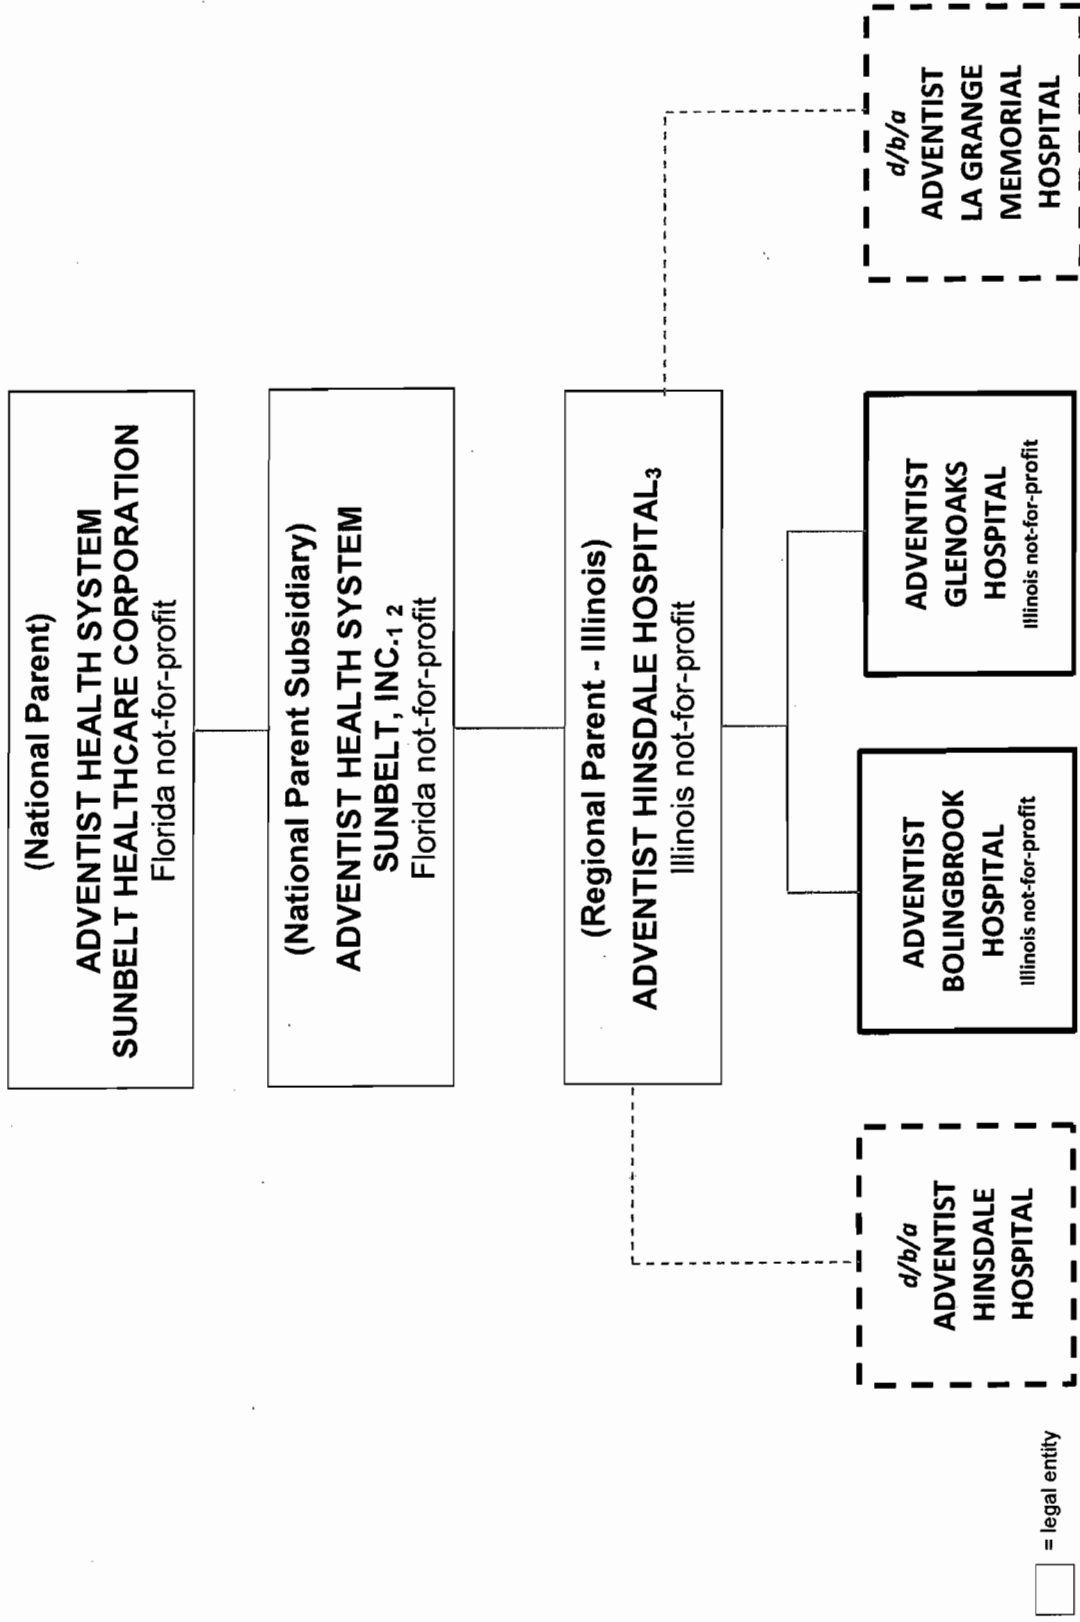 (National Parent)
ADVENTIST HEALTH SYSTEM
SUNBELT HEALTHCARE CORPORATION
Florida not-for-profit
(National Parent Subsidiary)
ADVENTIST HEALTH SYSTEM
SUNBELT, INC.1 2
Florida not-for-profit
(Regional Parent - Illinois)
ADVENTIST HINSDALE HOSPITAL3
Illinois not-for-profit
d/b/a
ADVENTIST
HINSDALE
HOSPITAL
ADVENTIST
BOLINGBROOK
HOSPITAL
Illinois not-for-profit
ADVENTIST
GLENOAKS
HOSPITAL
Illinois not-for-profit
d/b/a
ADVENTIST
LA GRANGE
MEMORIAL
HOSPITAL
= legal entity